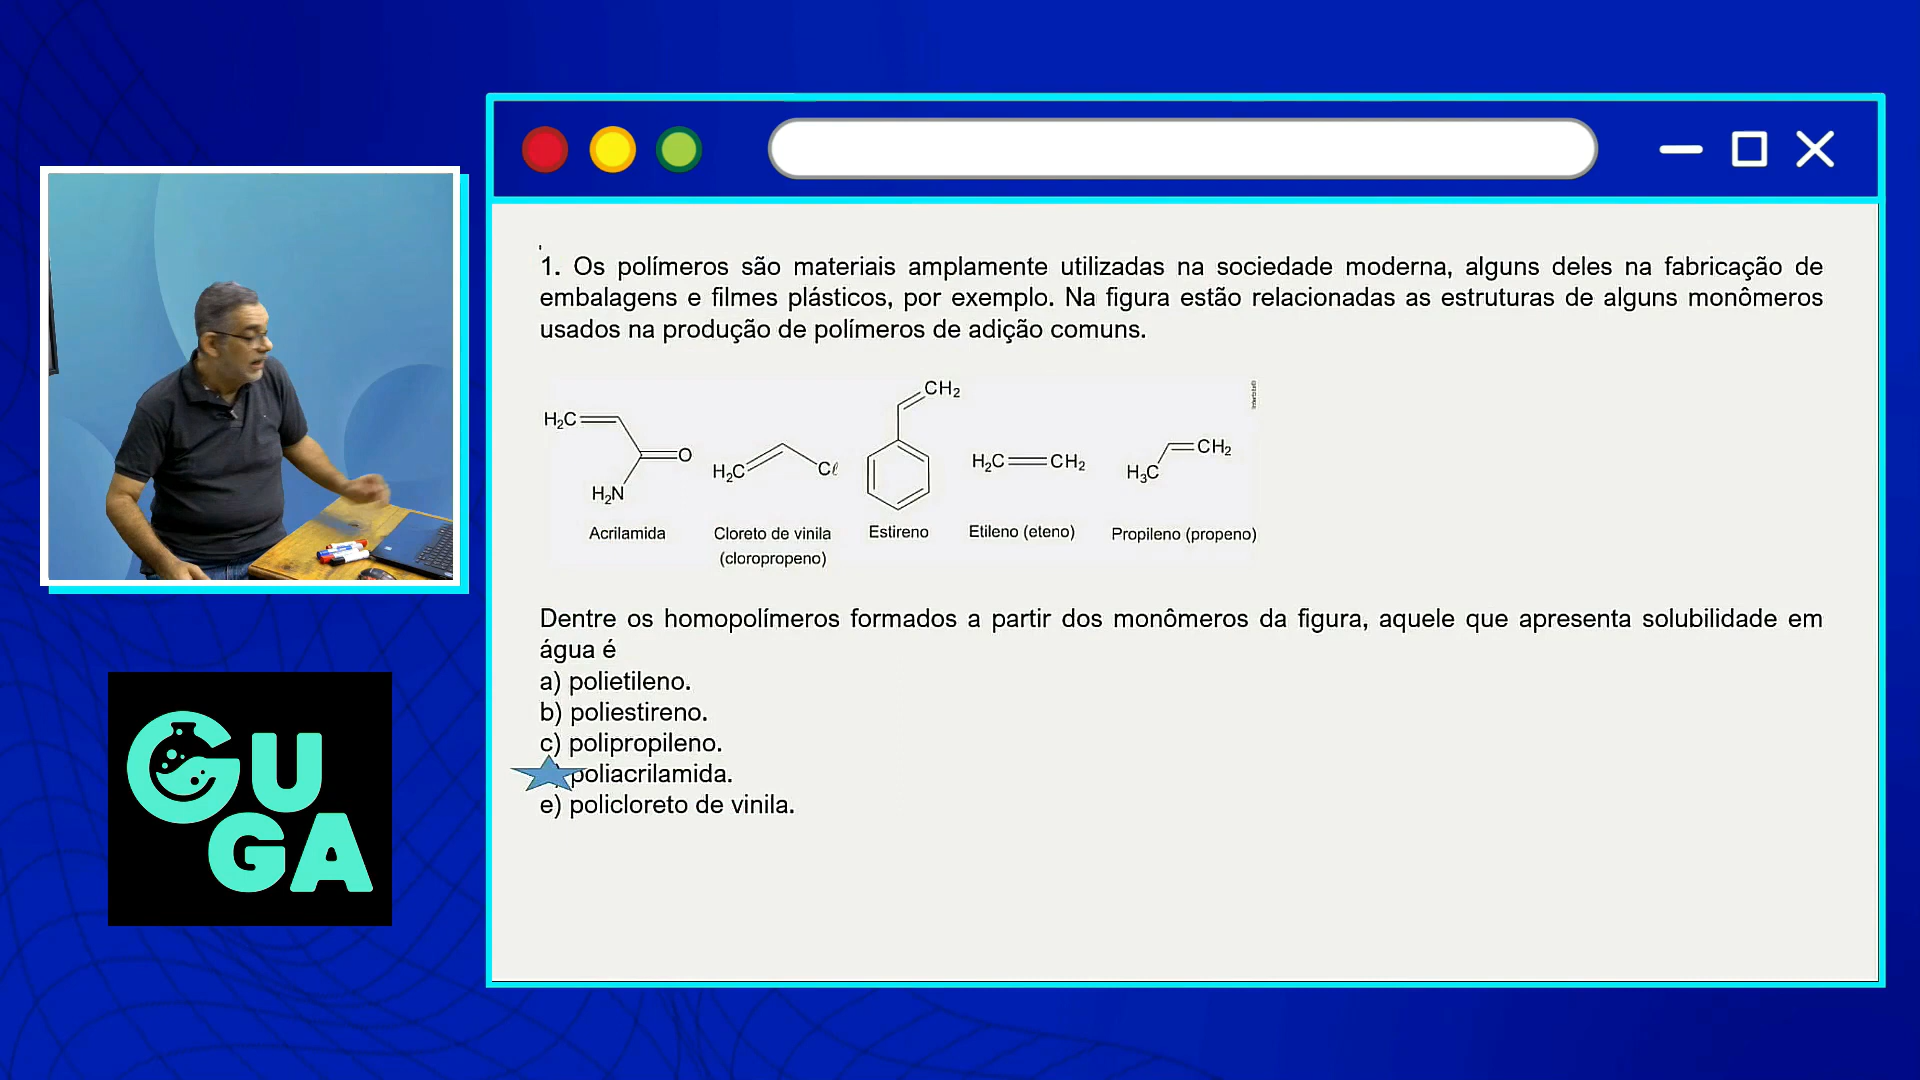 1. Os polímeros são materiais amplamente utilizadas na sociedade moderna, alguns deles na fabricação de
embalagens e filmes plásticos, por exemplo. Na figura estão relacionadas as estruturas de alguns monômeros
usados na produção de polímeros de adição comuns.
H₂C
O
H₂N
Acrilamida
H₂C
Cℓ
Cloreto de vinila
(cloropropeno)
CH₂
Estireno
H₂C CH₂
Etileno (eteno)
CH₂
H₃C
Propileno (propeno)
Dentre os homopolímeros formados a partir dos monômeros da figura, aquele que apresenta solubilidade em
água é
a) polietileno.
b) poliestireno.
c) polipropileno.
) poliacrilamida.
e) policloreto de vinila.
GU
GA